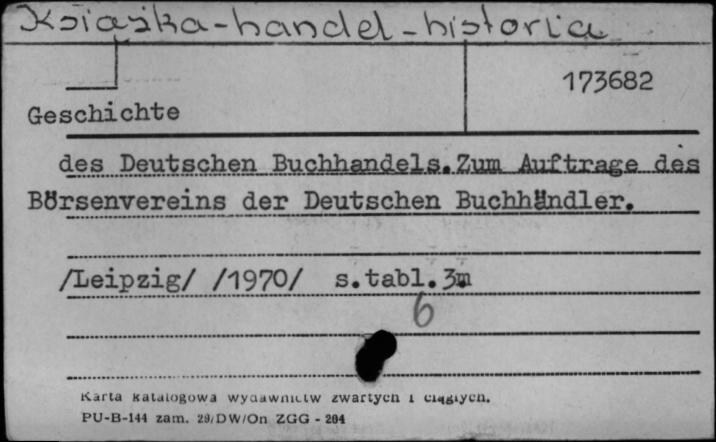 Książka-handel-historia
173682
Geschichte
des Deutschen Buchhandels. Zum Auftrage des
Börsenvereins der Deutschen Buchhändler.
/Leipzig/ /1970/ s.tabl.3m
6
Karta katalogowa wydawnictw zwartych i ciągłych.
PU-B-144 zam. 29/DW/On ZGG - 204